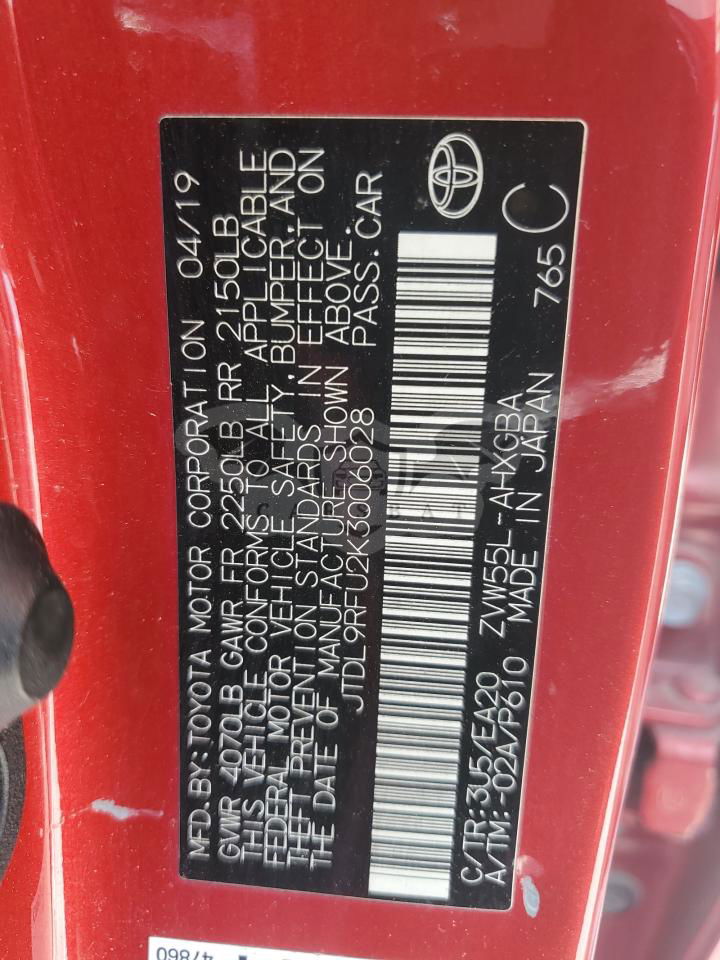 MFD.BY:TOYOTA MOTOR CORPORATION 04/19
GVWR 4070LB GAWR FR 2250LB RR 2150LB
THIS VEHICLE CONFORMS TO ALL APPLICABLE
FEDERAL MOTOR VEHICLE SAFETY, BUMPER, AND
THEFT PREVENTION STANDARDS IN EFFECT ON
THE DATE OF MANUFACTURE SHOWN ABOVE.
JTDL9RFU2K3006028 PASS.CAR
C/TR:3U5/EA20 ZVW55L-AHXGBA
A/TM:-02A/P610 MADE IN JAPAN 765 C
47860